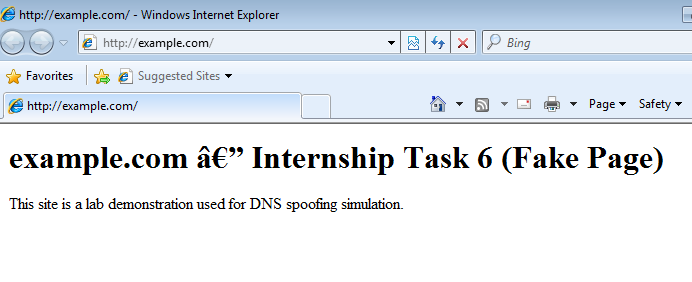 http://example.com/ - Windows Internet Explorer
http://example.com/
Bing
Favorites
Suggested Sites
http://example.com/
Page
Safety
example.com â€” Internship Task 6 (Fake Page)
This site is a lab demonstration used for DNS spoofing simulation.